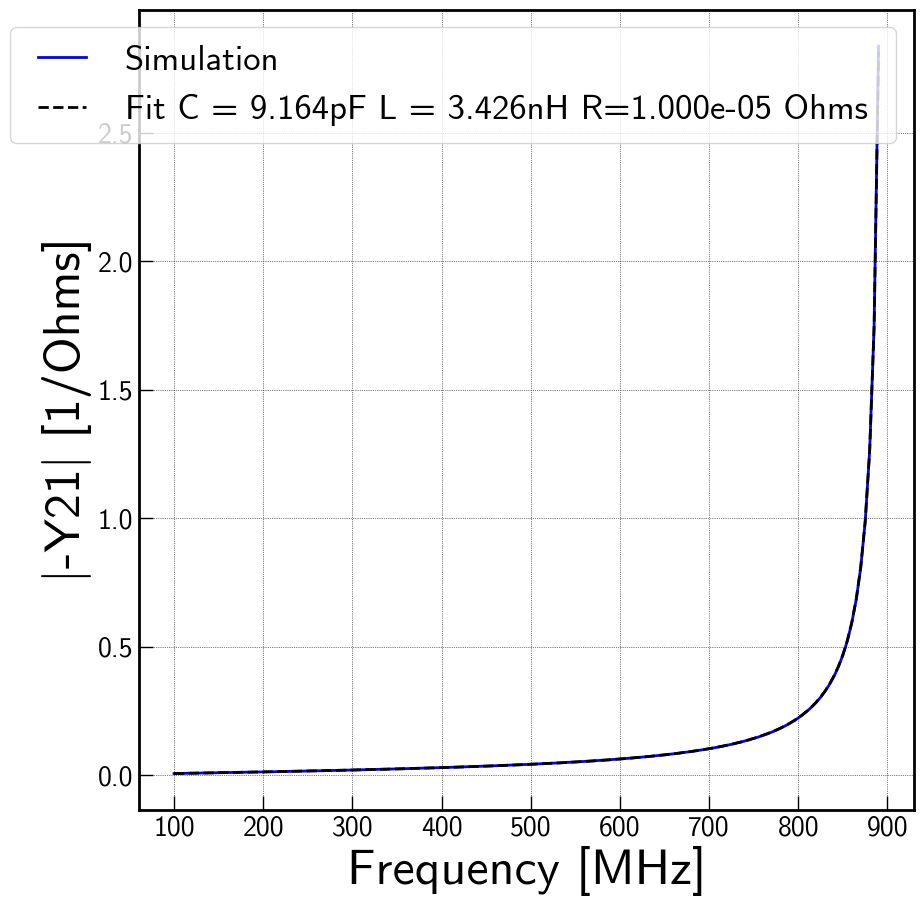 Simulation
Fit C = 9.164pF L = 3.426nH R=1.000e-05 Ohms
2.5
2.0
1.5
1.0
0.5
0.0
|-Y21| [1/Ohms]
100 200 300 400 500 600 700 800 900
Frequency [MHz]